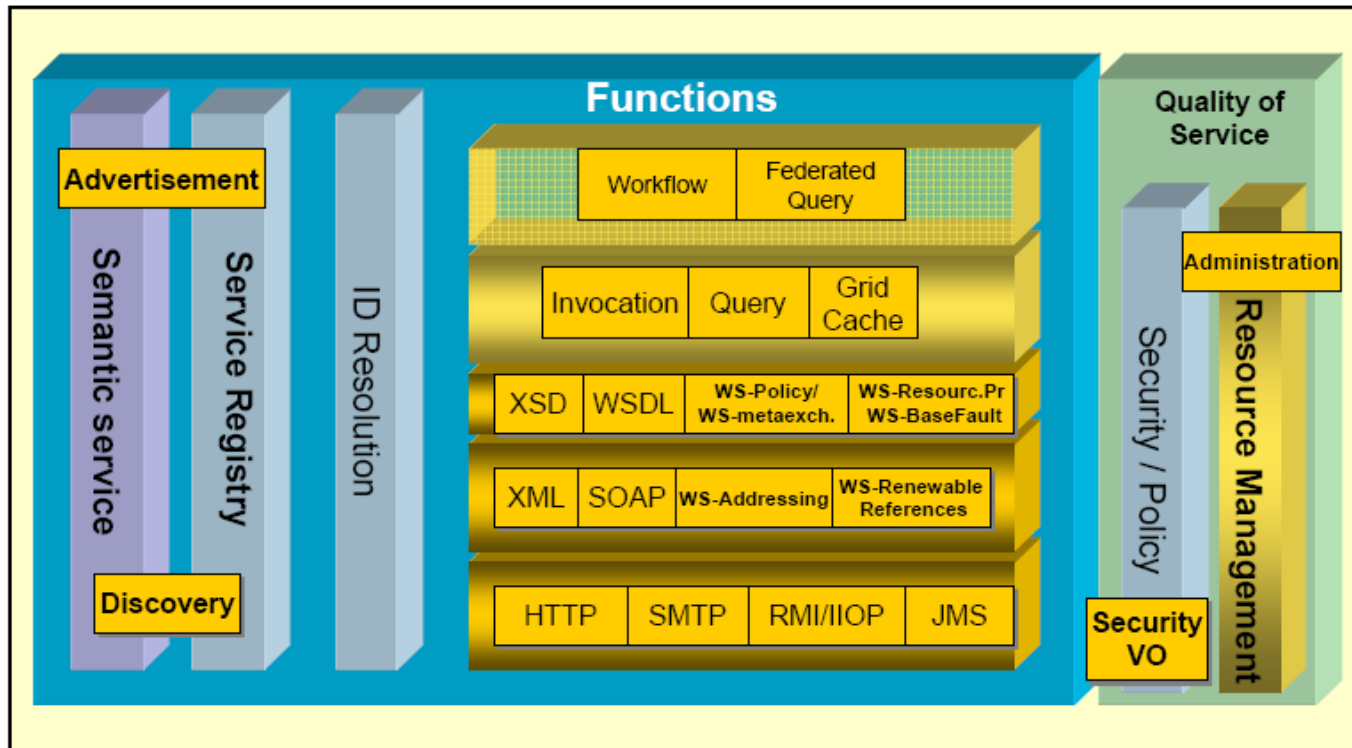 Functions
Quality of
Service
Advertisement
Semantic service
Service Registry
Discovery
ID Resolution
Workflow
Federated
Query
Invocation
Query
Grid
Cache
XSD
WSDL
WS-Policy/
WS-metaexch.
WS-Resourc.Pr
WS-BaseFault
XML
SOAP
WS-Addressing
WS-Renewable
References
HTTP
SMTP
RMI/IIOP
JMS
Administration
Security / Policy
Resource Management
Security
VO